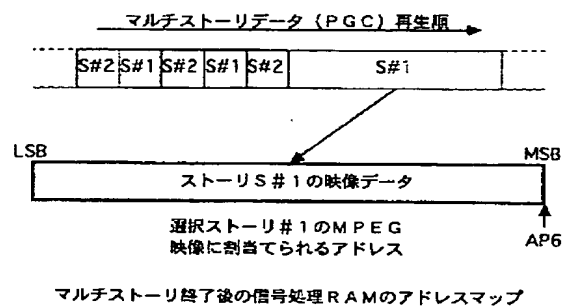 マルチストーリデータ（PGC）再生順
S#2 S#1 S#2 S#1 S#2 S#1
LSB MSB
ストーリS#1の映像データ
選択ストーリ#1のMPEG
映像に割当てられるアドレス
AP6
マルチストーリ終了後の信号処理RAMのアドレスマップ